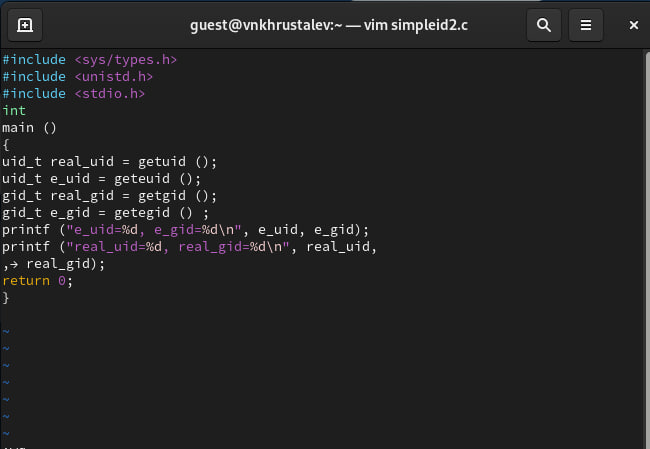 guest@vnkhrustalev:~ — vim simpleid2.c
#include <sys/types.h>
#include <unistd.h>
#include <stdio.h>
int
main ()
{
uid_t real_uid = getuid ();
uid_t e_uid = geteuid ();
gid_t real_gid = getgid ();
gid_t e_gid = getegid () ;
printf ("e_uid=%d, e_gid=%d\n", e_uid, e_gid);
printf ("real_uid=%d, real_gid=%d\n", real_uid,
,→ real_gid);
return 0;
}
~
~
~
~
~
~
~